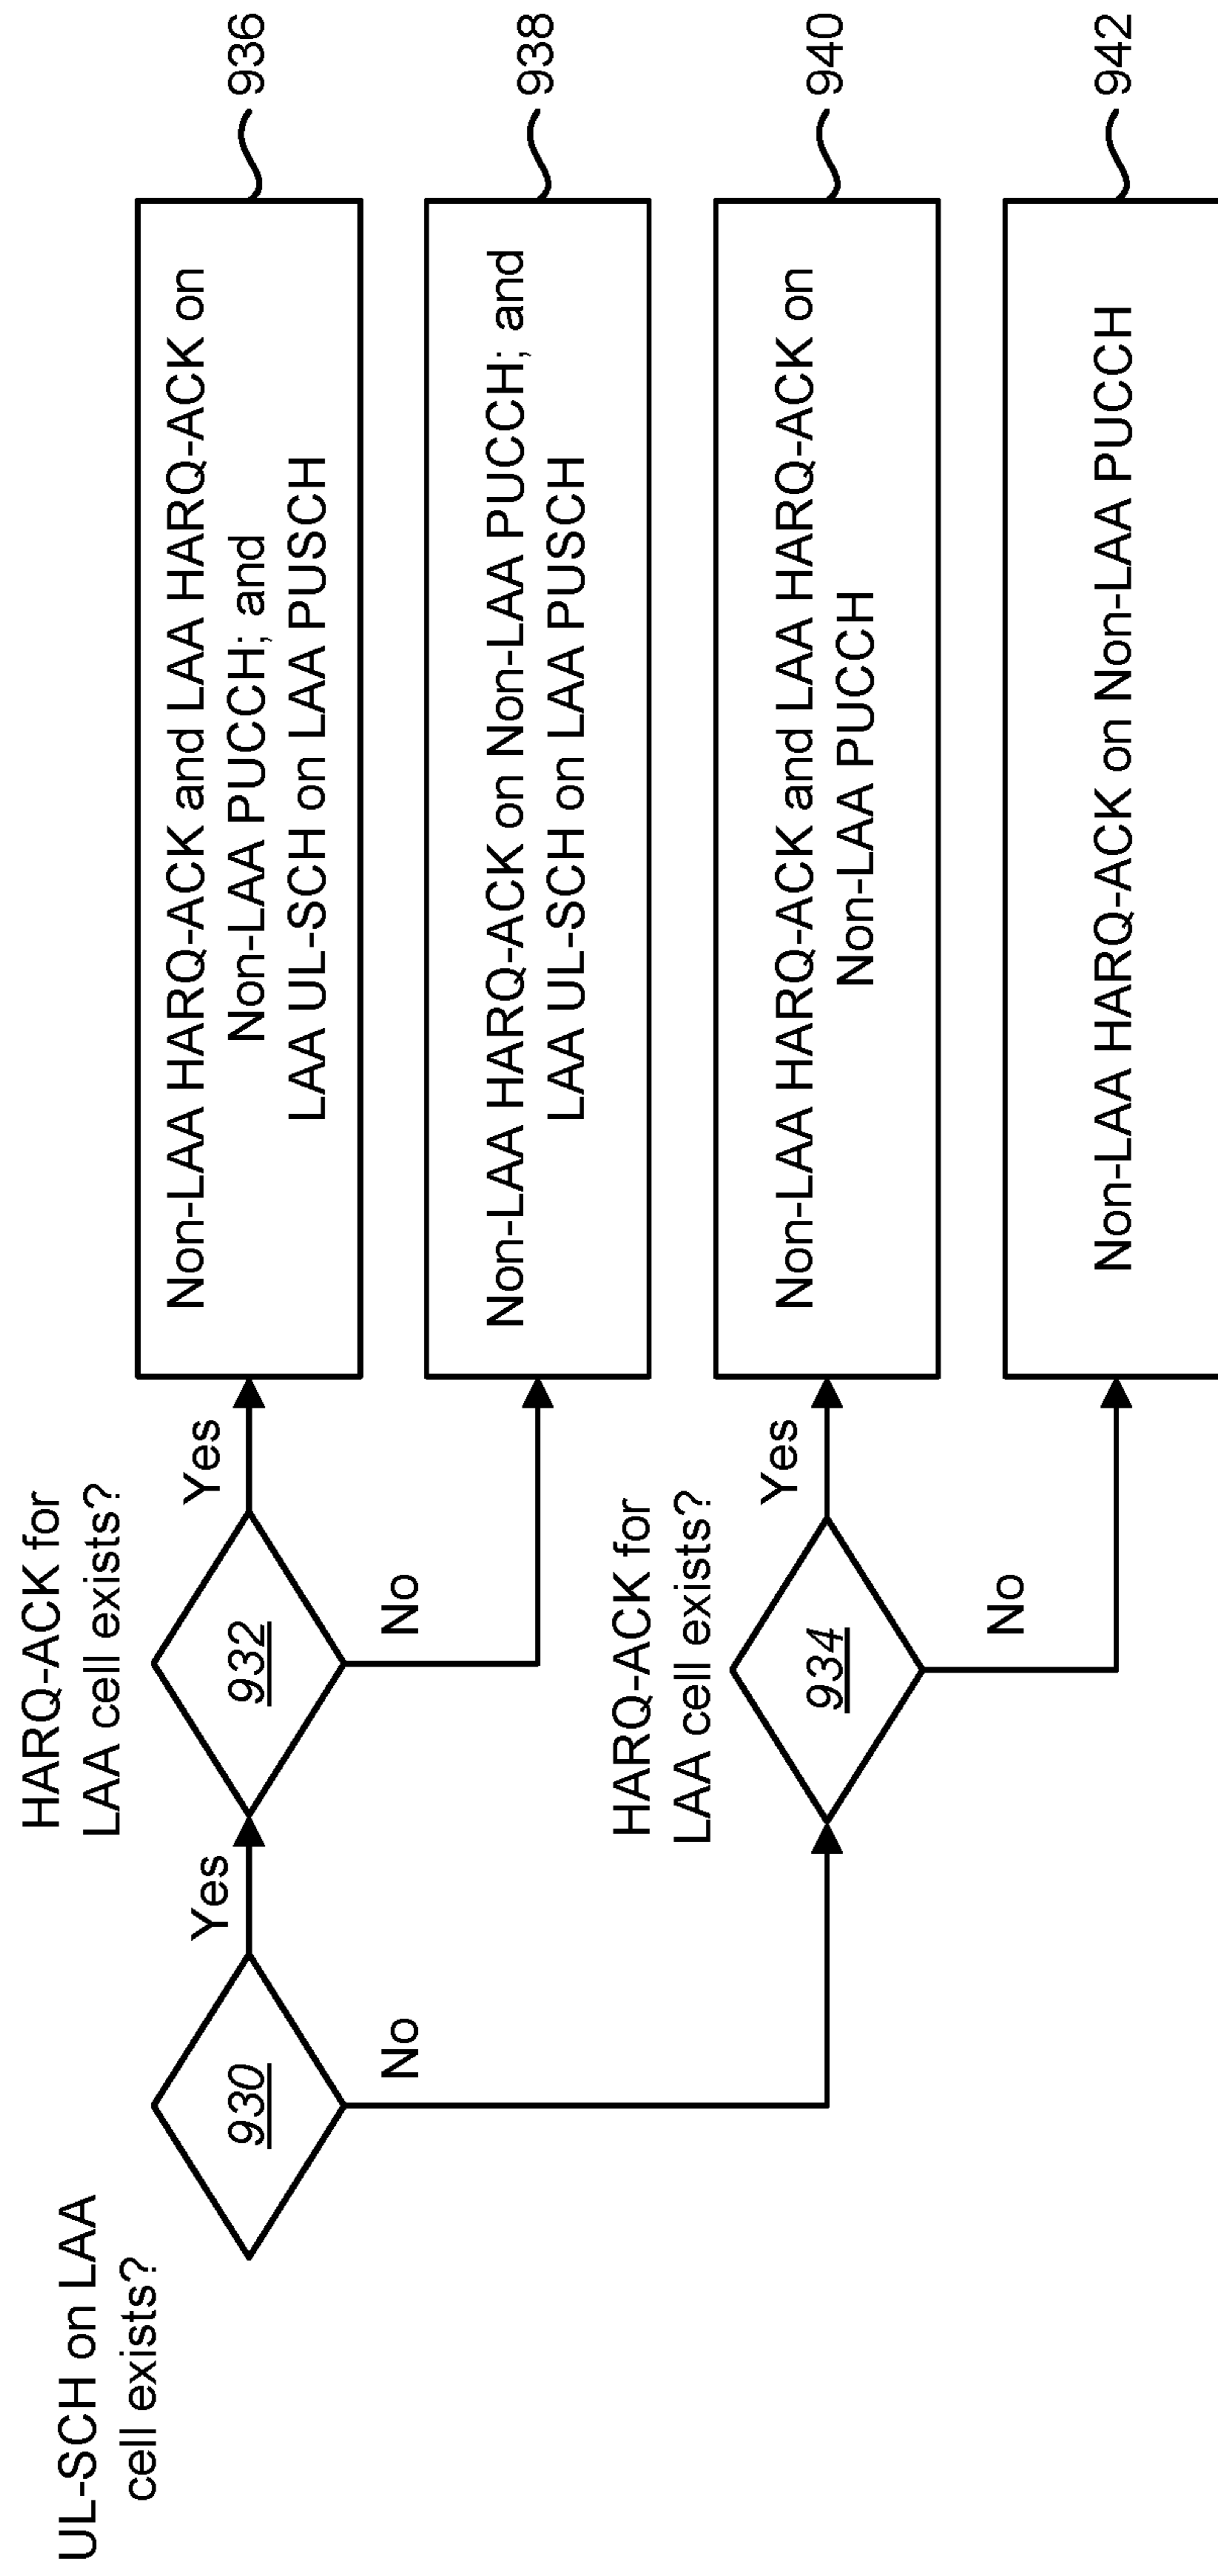 UL-SCH on LAA
cell exists?
930
Yes
No
HARQ-ACK for
LAA cell exists?
932
Yes
No
Non-LAA HARQ-ACK and LAA HARQ-ACK on
Non-LAA PUCCH; and
LAA UL-SCH on LAA PUSCH
936
Non-LAA HARQ-ACK on Non-LAA PUCCH; and
LAA UL-SCH on LAA PUSCH
938
HARQ-ACK for
LAA cell exists?
934
Yes
No
Non-LAA HARQ-ACK and LAA HARQ-ACK on
Non-LAA PUCCH
940
Non-LAA HARQ-ACK on Non-LAA PUCCH
942